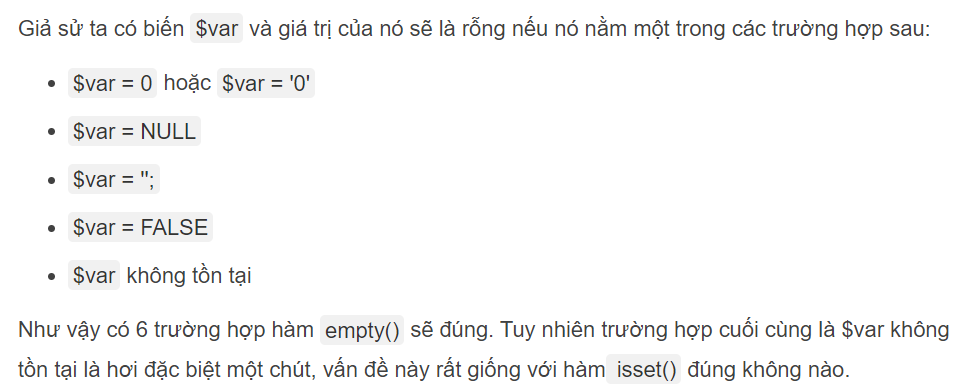 Giả sử ta có biến $var và giá trị của nó sẽ là rỗng nếu nó nằm một trong các trường hợp sau:
$var = 0 hoặc $var = '0'
$var = NULL
$var = '';
$var = FALSE
$var không tồn tại
Như vậy có 6 trường hợp hàm empty() sẽ đúng. Tuy nhiên trường hợp cuối cùng là $var không
tồn tại là hơi đặc biệt một chút, vấn đề này rất giống với hàm isset() đúng không nào.